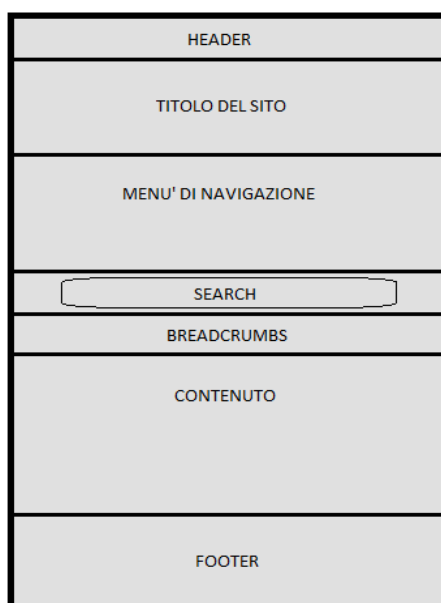 HEADER
TITOLO DEL SITO
MENU' DI NAVIGAZIONE
SEARCH
BREADCRUMBS
CONTENUTO
FOOTER